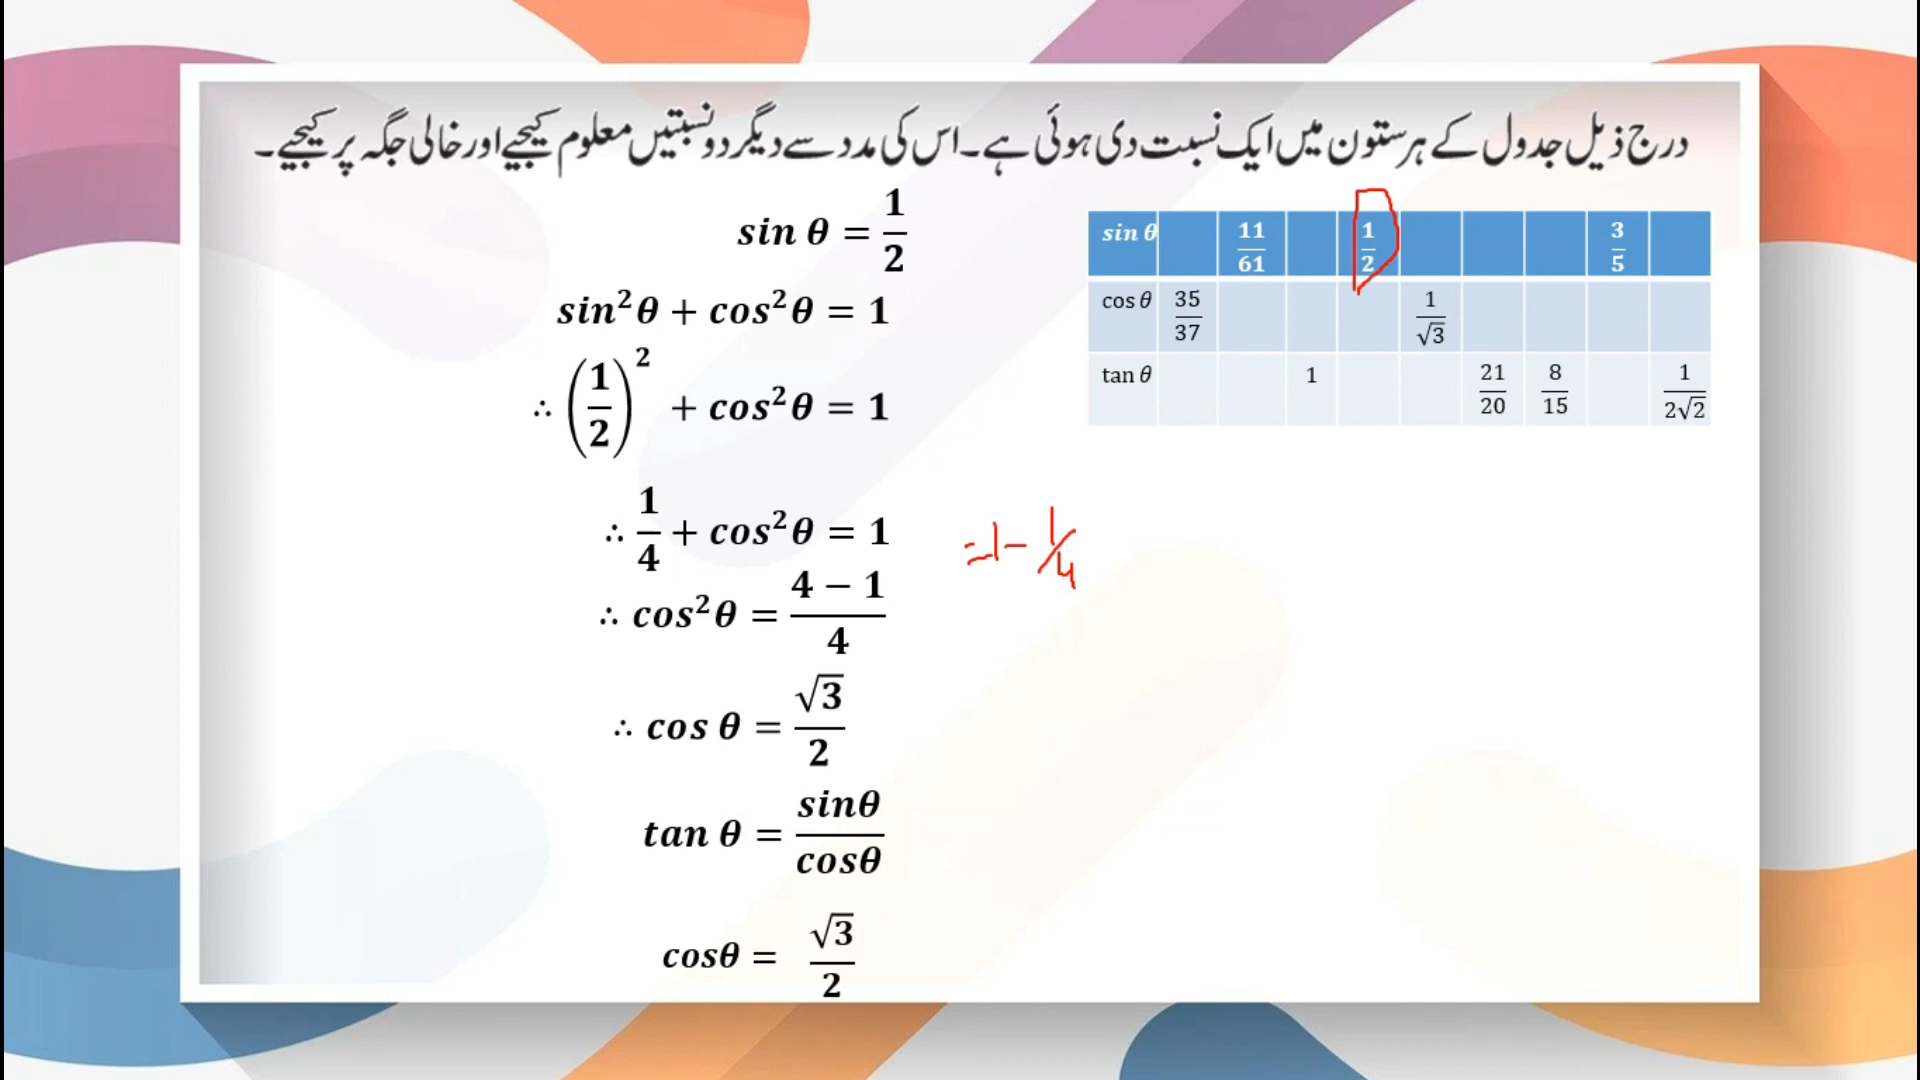 درج ذیل جدول کے ہر ستون میں ایک نسبت دی ہوئی ہے۔ اس کی مدد سے دیگر دو نسبتیں معلوم کیجیے اور خالی جگہ پر کیجیے۔
sin θ = 1/2
sin²θ + cos²θ = 1
∴ (1/2)² + cos²θ = 1
∴ 1/4 + cos²θ = 1 = 1 - 1/4
∴ cos²θ = (4 − 1)/4
∴ cos θ = √3/2
tan θ = sinθ/cosθ
cosθ = √3/2
sin θ 11/61 1/2 3/5
cos θ 35/37 1/√3
tan θ 1 21/20 8/15 1/(2√2)